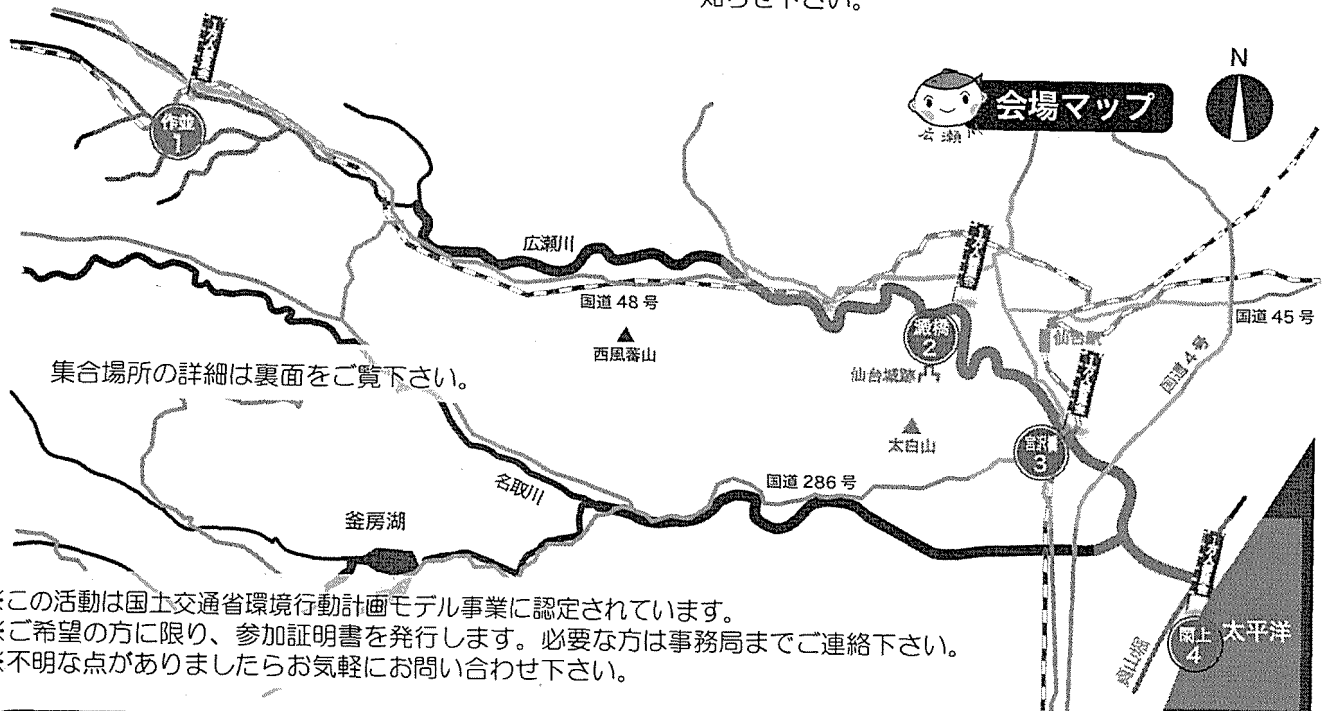 知らせ下さい。
会場マップ
N
広瀬川
作並
1
広瀬川
国道 48 号
西風蕃山
澱橋
2
仙台城跡
仙台駅
国道 45 号
国道 4 号
集合場所の詳細は裏面をご覧下さい。
太白山
宮沢橋
3
国道 286 号
名取川
釜房湖
※この活動は国土交通省環境行動計画モデル事業に認定されています。
※ご希望の方に限り、参加証明書を発行します。必要な方は事務局までご連絡下さい。
※不明な点がありましたらお気軽にお問い合わせ下さい。
貞山堀
閖上
4
太平洋